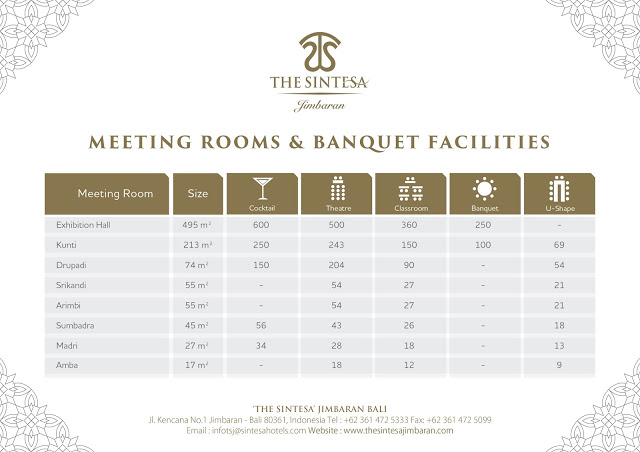 THE SINTESA
Jimbaran
MEETING ROOMS & BANQUET FACILITIES
Meeting Room Size Cocktail Theatre Classroom Banquet U-Shape
Exhibition Hall 495 m² 600 500 360 250 -
Kunti 213 m² 250 243 150 100 69
Drupadi 74 m² 150 204 90 - 54
Srikandi 55 m² - 54 27 - 21
Arimbi 55 m² - 54 27 - 21
Sumbadra 45 m² 56 43 26 - 18
Madri 27 m² 34 28 18 - 13
Amba 17 m² - 18 12 - 9
'THE SINTESA' JIMBARAN BALI
Jl. Kencana No.1 Jimbaran - Bali 80361, Indonesia Tel : +62 361 472 5333 Fax: +62 361 472 5099
Email : infotsj@sintesahotels.com Website : www.thesintesajimbaran.com